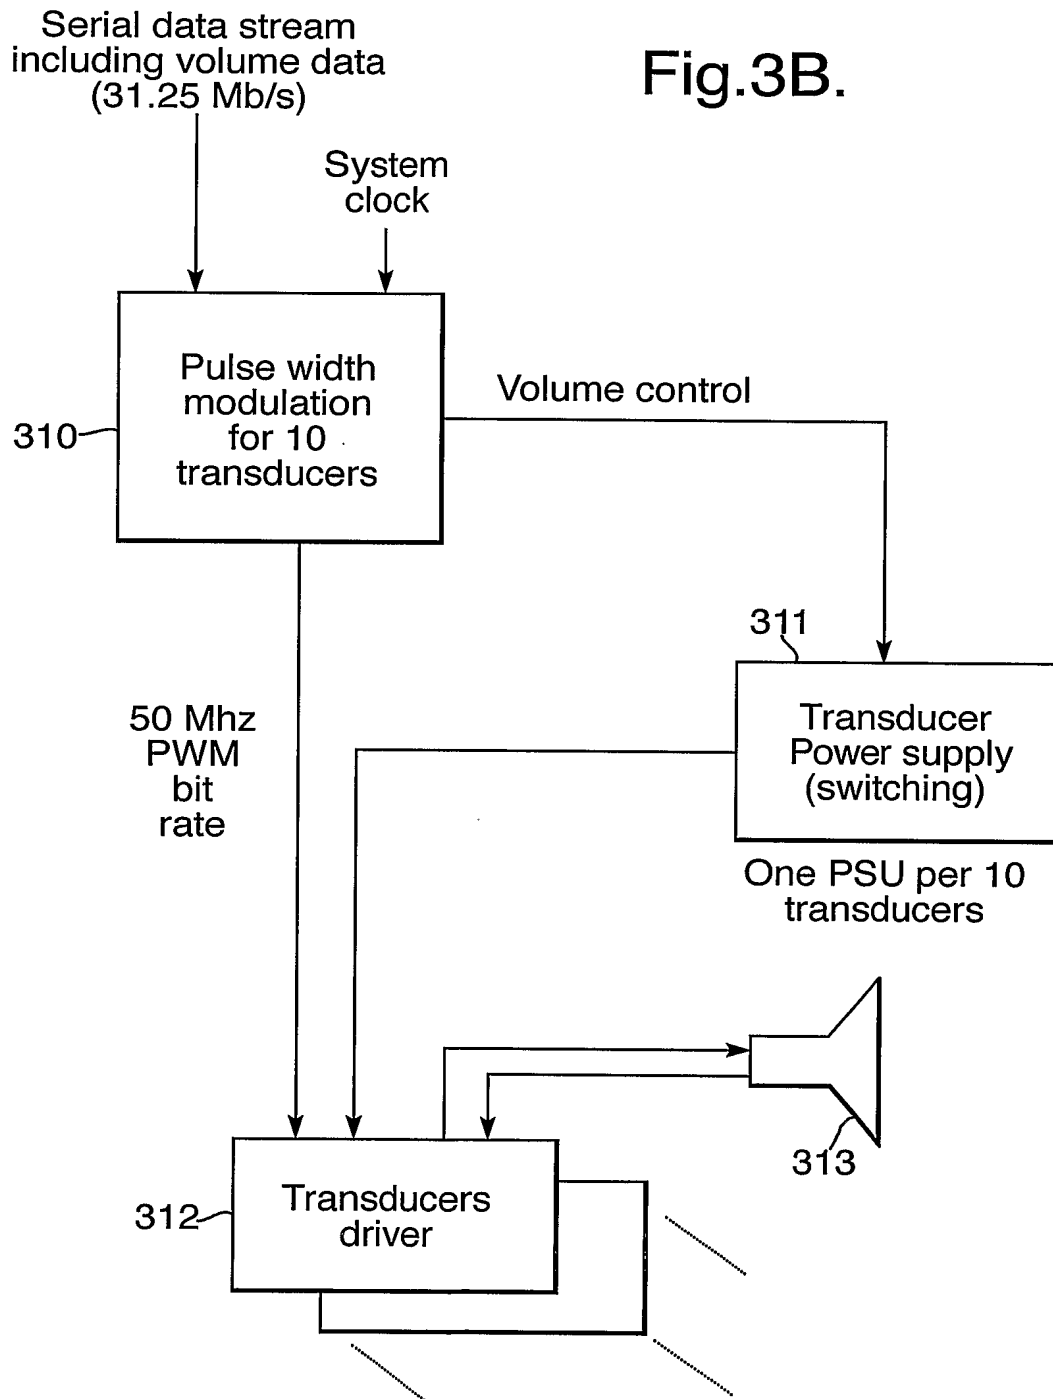 Serial data stream
including volume data
(31.25 Mb/s)
Fig.3B.
System
clock
Pulse width
modulation
for 10
transducers
310
Volume control
311
Transducer
Power supply
(switching)
One PSU per 10
transducers
50 Mhz
PWM
bit
rate
313
312
Transducers
driver